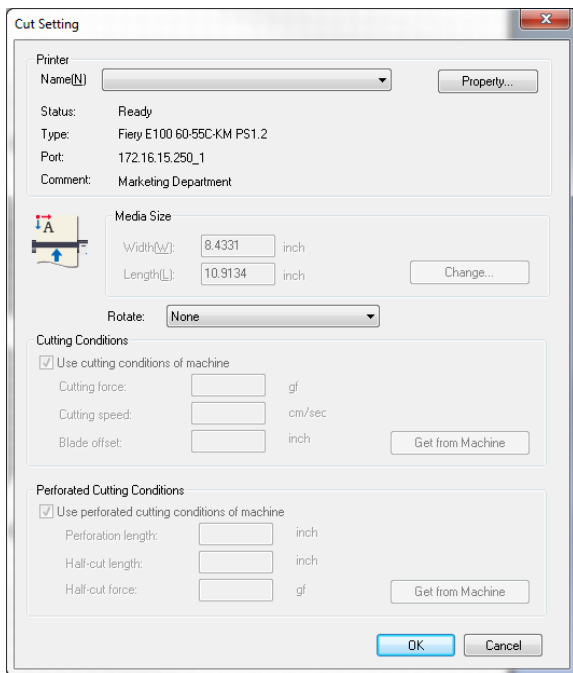 Cut Setting
Printer
Name(N)
Property...
Status: Ready
Type: Fiery E100 60-55C-KM PS1.2
Port: 172.16.15.250_1
Comment: Marketing Department
A
Media Size
Width(W): 8.4331 inch
Length(L): 10.9134 inch
Change...
Rotate: None
Cutting Conditions
Use cutting conditions of machine
Cutting force: gf
Cutting speed: cm/sec
Blade offset: inch
Get from Machine
Perforated Cutting Conditions
Use perforated cutting conditions of machine
Perforation length: inch
Half-cut length: inch
Half-cut force: gf
Get from Machine
OK Cancel